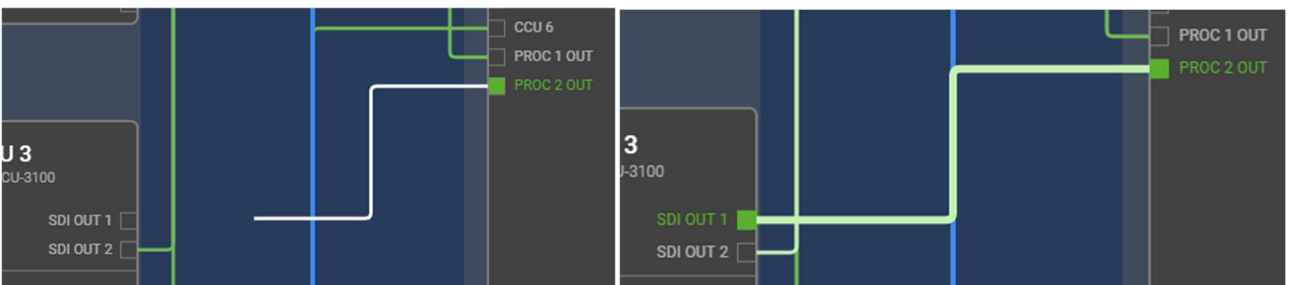 CCU 6
PROC 1 OUT
PROC 2 OUT
U 3
CU-3100
SDI OUT 1
SDI OUT 2
PROC 1 OUT
PROC 2 OUT
3
J-3100
SDI OUT 1
SDI OUT 2